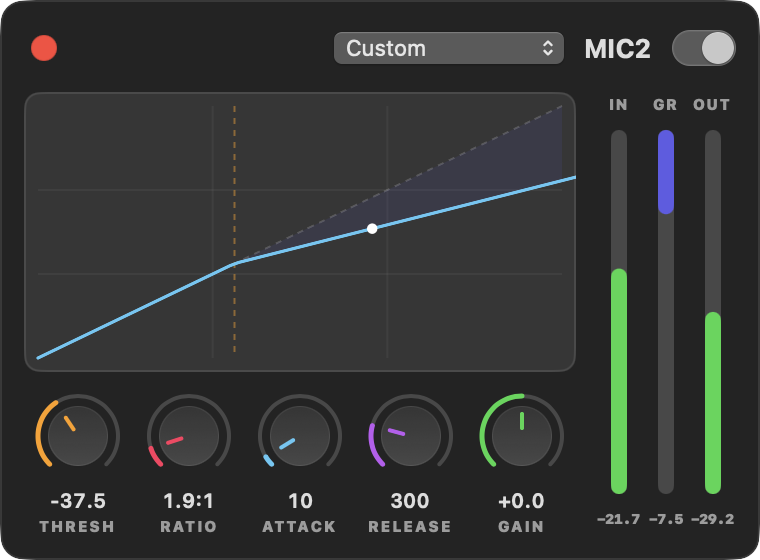 Custom MIC2
IN GR OUT
-21.7 -7.5 -29.2
-37.5 1.9:1 10 300 +0.0
THRESH RATIO ATTACK RELEASE GAIN